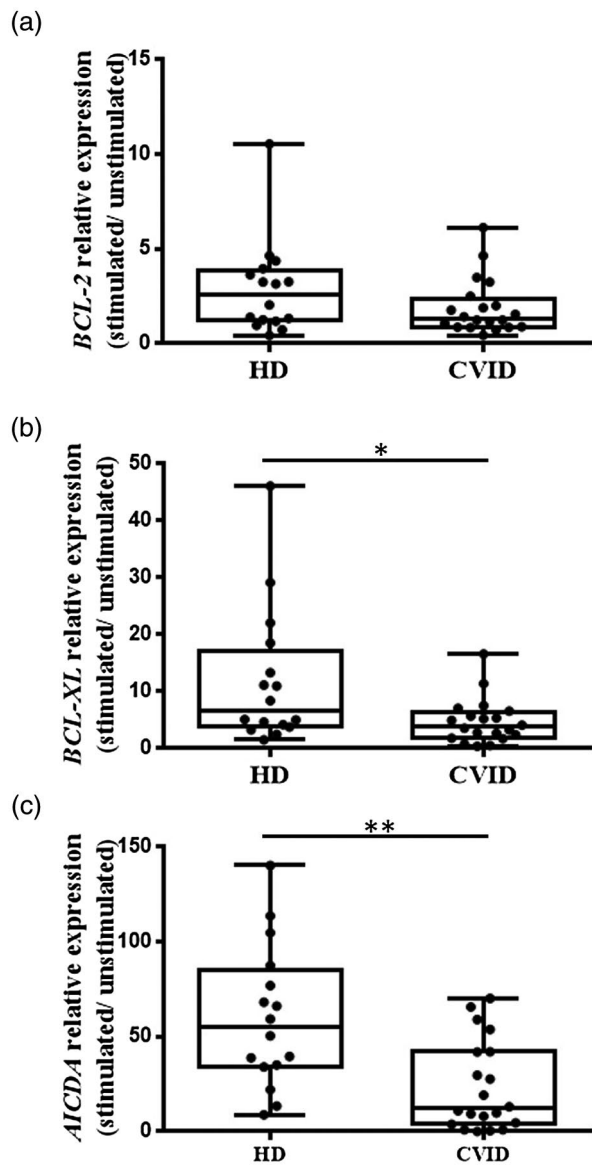 (a)
BCL-2 relative expression
(stimulated/ unstimulated)
15
10
5
0
HD
CVID
(b)
BCL-XL relative expression
(stimulated/ unstimulated)
*
50
40
30
20
10
0
HD
CVID
(c)
AICDA relative expression
(stimulated/ unstimulated)
**
150
100
50
0
HD
CVID